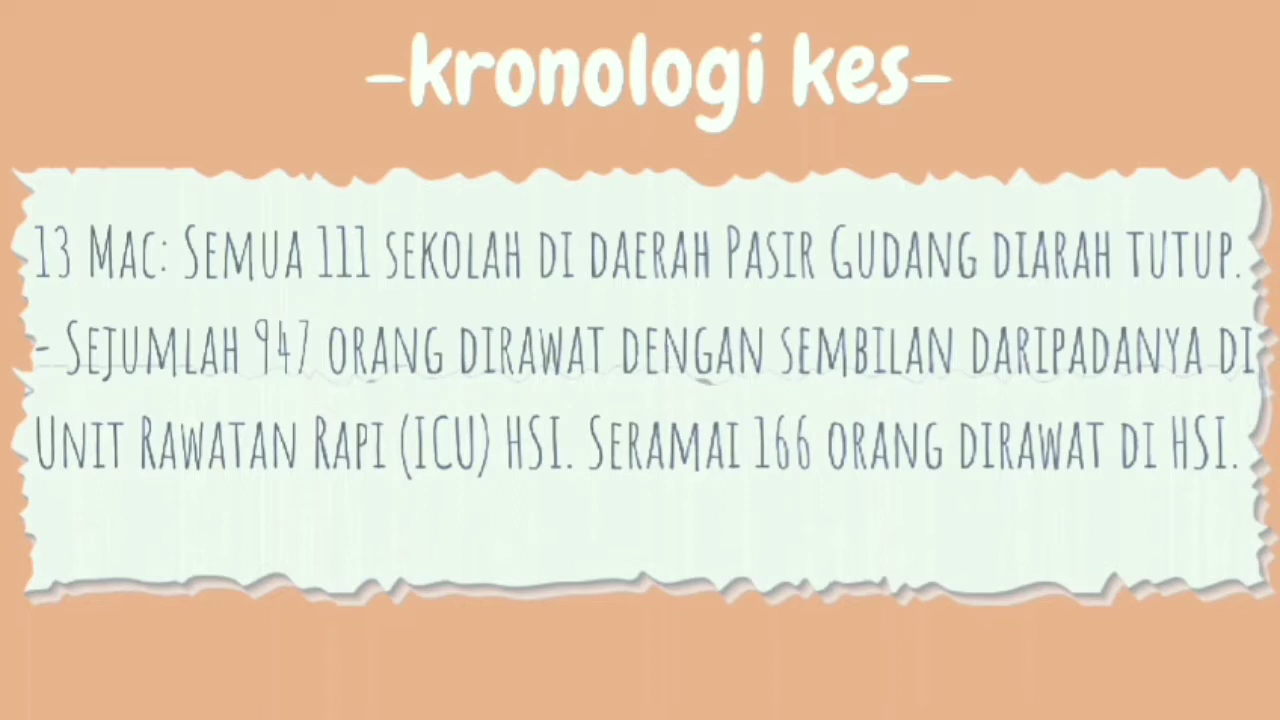 -kronologi kes-
13 Mac: Semua 111 sekolah di daerah Pasir Gudang diarah tutup.
- Sejumlah 947 orang dirawat dengan sembilan daripadanya di
Unit Rawatan Rapi (ICU) HSI. Seramai 166 orang dirawat di HSI.